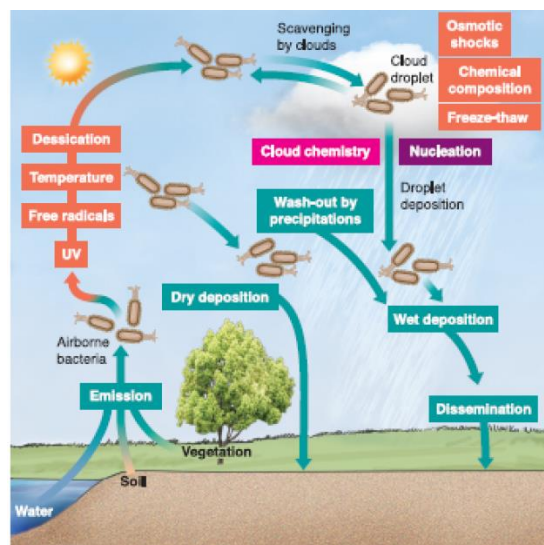 Scavenging
by clouds
Osmotic
shocks
Cloud
droplet
Chemical
composition
Freeze-thaw
Dessication
Cloud chemistry
Nucleation
Temperature
Droplet
deposition
Wash-out by
precipitations
Free radicals
UV
Dry deposition
Wet deposition
Airborne
bacteria
Emission
Dissemination
Vegetation
Soil
Water